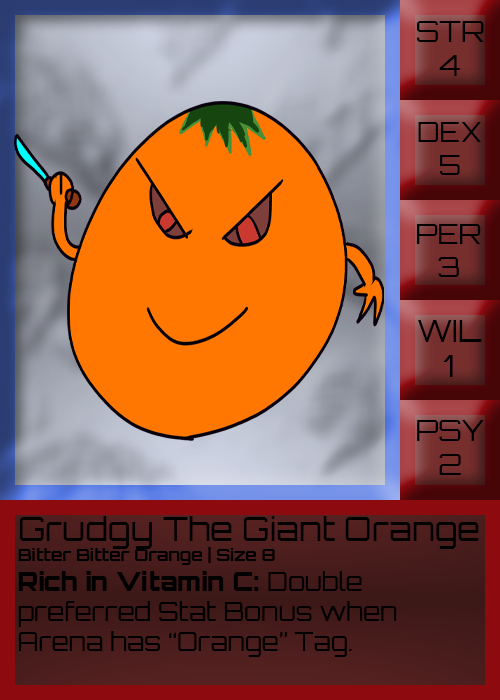 STR
4
DEX
5
PER
3
WIL
1
PSY
2
Grudgy The Giant Orange
Bitter Bitter Orange | Size 8
Rich in Vitamin C: Double
preferred Stat Bonus when
Arena has “Orange” Tag.